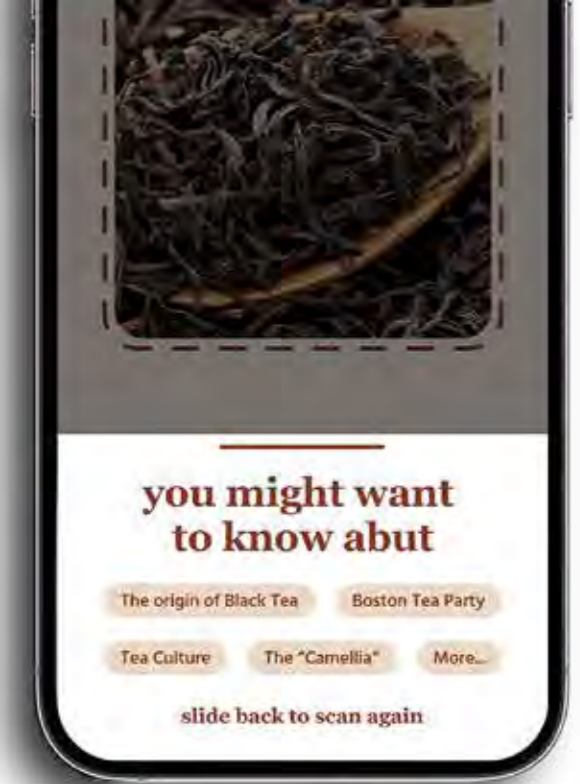 you might want
to know abut
The origin of Black Tea
Boston Tea Party
Tea Culture
The "Camellia"
More...
slide back to scan again